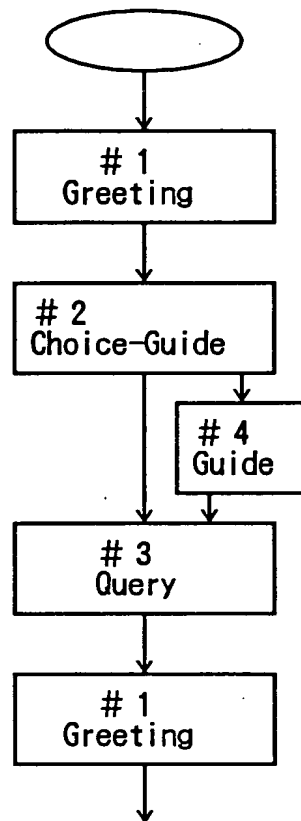 # 1
Greeting
# 2
Choice-Guide
# 4
Guide
# 3
Query
# 1
Greeting